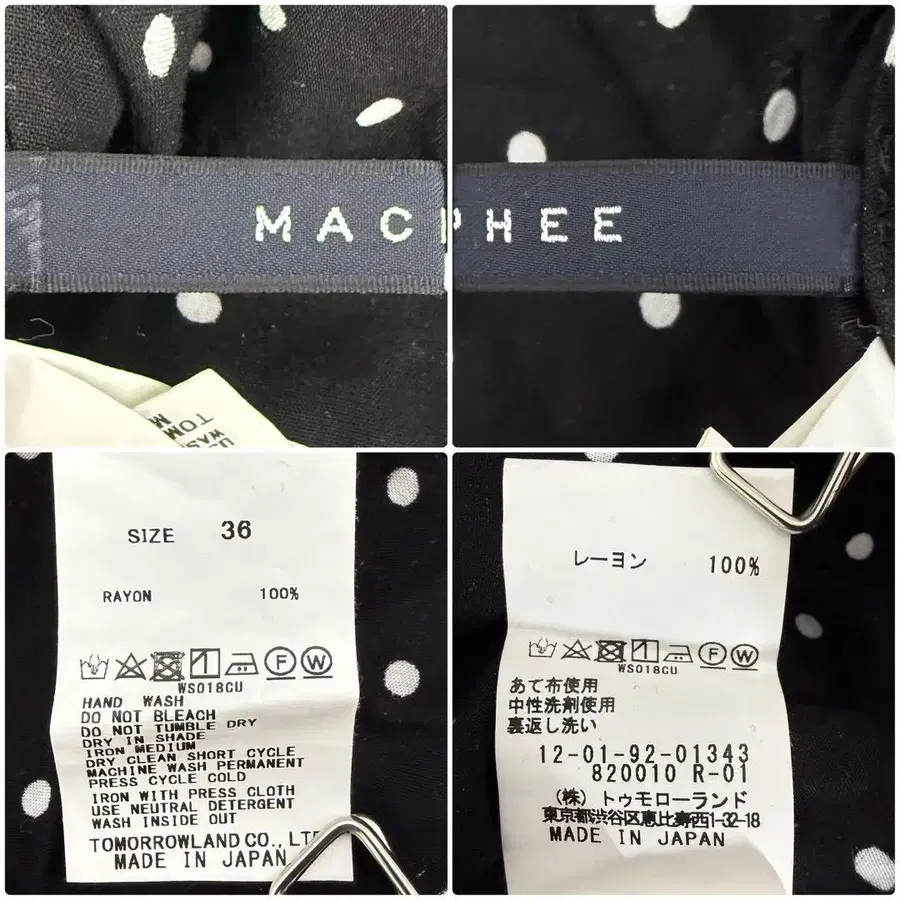 MACPHEE
TOM
SIZE 36
RAYON 100%
WS018CU
HAND WASH
DO NOT BLEACH
DO NOT TUMBLE DRY
DRY IN SHADE
IRON MEDIUM
DRY CLEAN SHORT CYCLE
MACHINE WASH PERMANENT
PRESS CYCLE COLD
IRON WITH PRESS CLOTH
USE NEUTRAL DETERGENT
WASH INSIDE OUT
TOMORROWLAND CO., LT
MADE IN JAPAN
レーヨン 100%
F W
WS018CU
あて布使用
中性洗剤使用
裏返し洗い
12-01-92-01343
820010 R-01
(株) トゥモローランド
東京都渋谷区恵比寿西1-32-18
MADE IN JAPAN